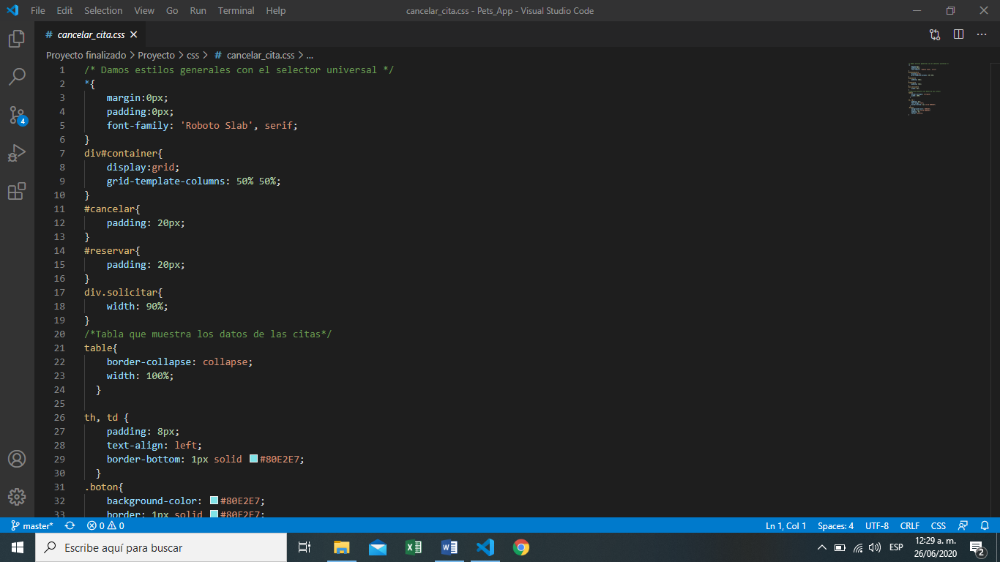 File Edit Selection View Go Run Terminal Help cancelar_cita.css - Pets_App - Visual Studio Code
# cancelar_cita.css
Proyecto finalizado > Proyecto > css > # cancelar_cita.css > ...
1 /* Damos estilos generales con el selector universal */
2 *{
3 margin:0px;
4 padding:0px;
5 font-family: 'Roboto Slab', serif;
6 }
7 div#container{
8 display:grid;
9 grid-template-columns: 50% 50%;
10 }
11 #cancelar{
12 padding: 20px;
13 }
14 #reservar{
15 padding: 20px;
16 }
17 div.solicitar{
18 width: 90%;
19 }
20 /*Tabla que muestra los datos de las citas*/
21 table{
22 border-collapse: collapse;
23 width: 100%;
24 }
25
26 th, td {
27 padding: 8px;
28 text-align: left;
29 border-bottom: 1px solid #80E2E7;
30 }
31 .boton{
32 background-color: #80E2E7;
33 border: 1px solid #80E2E7;
4
master* 0 0 Ln 1, Col 1 Spaces: 4 UTF-8 CRLF CSS
Escribe aquí para buscar
ESP
12:29 a. m.
26/06/2020
2